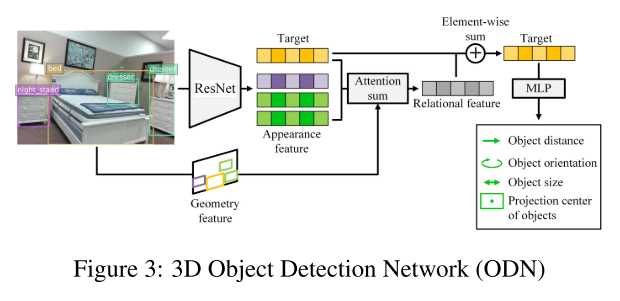 bed
dresser
dresser
night_stand
ResNet
Target
Appearance
feature
Geometry
feature
Attention
sum
Relational feature
Element-wise
sum
Target
MLP
Object distance
Object orientation
Object size
Projection center
of objects
Figure 3: 3D Object Detection Network (ODN)